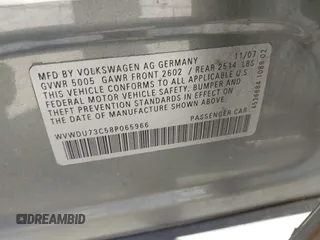 MFD. BY VOLKSWAGEN AG GERMANY 11/07
GVWR 5005 GAWR FRONT 2602 / REAR 2514 LBS
THIS VEHICLE CONFORMS TO ALL APPLICABLE
FEDERAL MOTOR VEHICLE SAFETY, BUMPER AND
THEFT PREVENTION STANDARDS IN EFFECT ON THE
DATE OF MANUFACTURE SHOWN ABOVE
WVWDU73C58P065966 PASSENGER CAR
DREAMBID